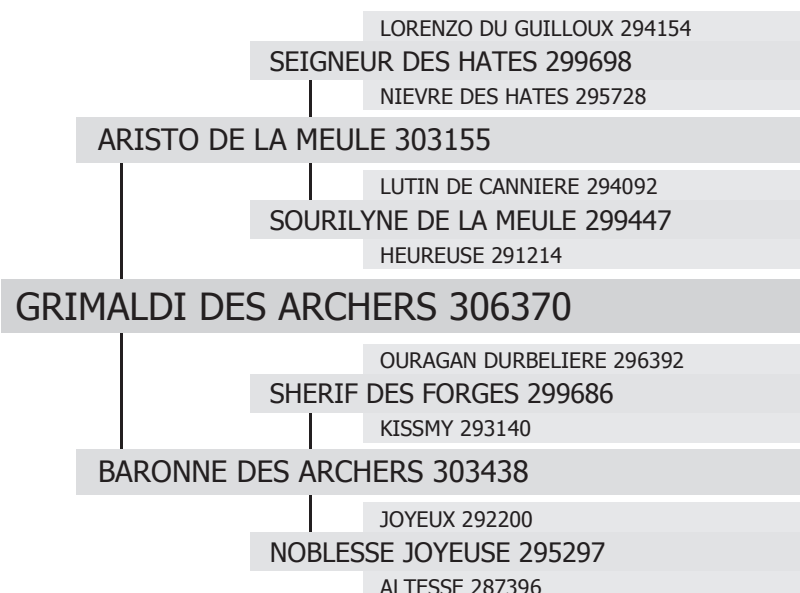 LORENZO DU GUILLOUX 294154
SEIGNEUR DES HATES 299698
NIEVRE DES HATES 295728
ARISTO DE LA MEULE 303155
LUTIN DE CANNIERE 294092
SOURILYNE DE LA MEULE 299447
HEUREUSE 291214
GRIMALDI DES ARCHERS 306370
OURAGAN DURBELIERE 296392
SHERIF DES FORGES 299686
KISSMY 293140
BARONNE DES ARCHERS 303438
JOYEUX 292200
NOBLESSE JOYEUSE 295297
ALTESSE 287396